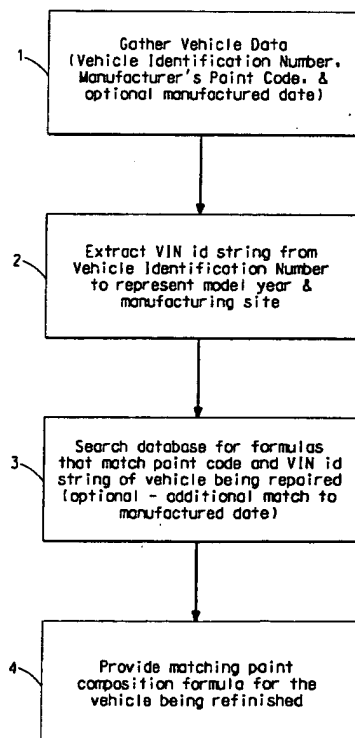 1
Gather Vehicle Data
(Vehicle Identification Number,
Manufacturer's Paint Code, &
optional manufactured date)
2
Extract VIN id string from
Vehicle Identification Number
to represent model year &
manufacturing site
3
Search database for formulas
that match paint code and VIN id
string of vehicle being repaired
(optional - additional match to
manufactured date)
4
Provide matching paint
composition formula for the
vehicle being refinished